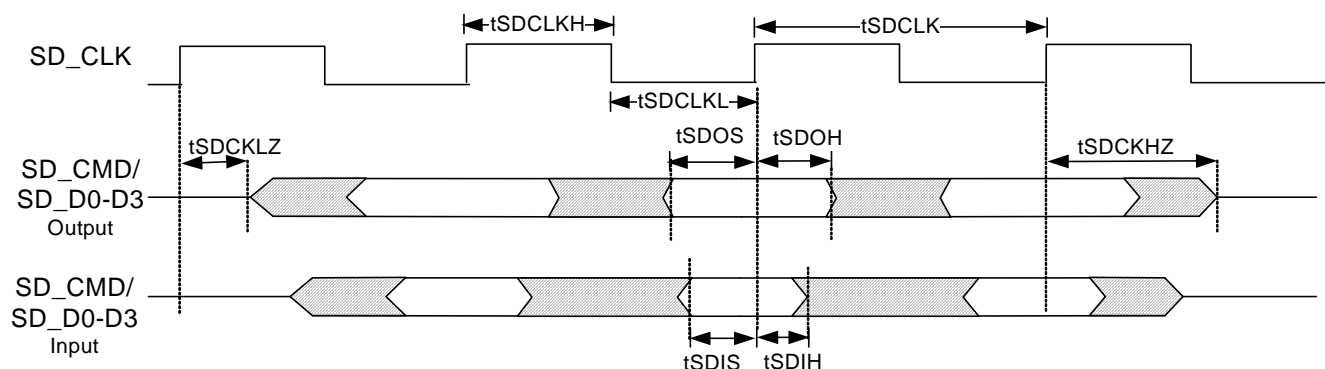 tSDCLKH
tSDCLK
SD_CLK
tSDCLKL
tSDCKLZ
tSDOS
tSDOH
tSDCKHZ
SD_CMD/
SD_D0-D3
Output
SD_CMD/
SD_D0-D3
Input
tSDIS
tSDIH